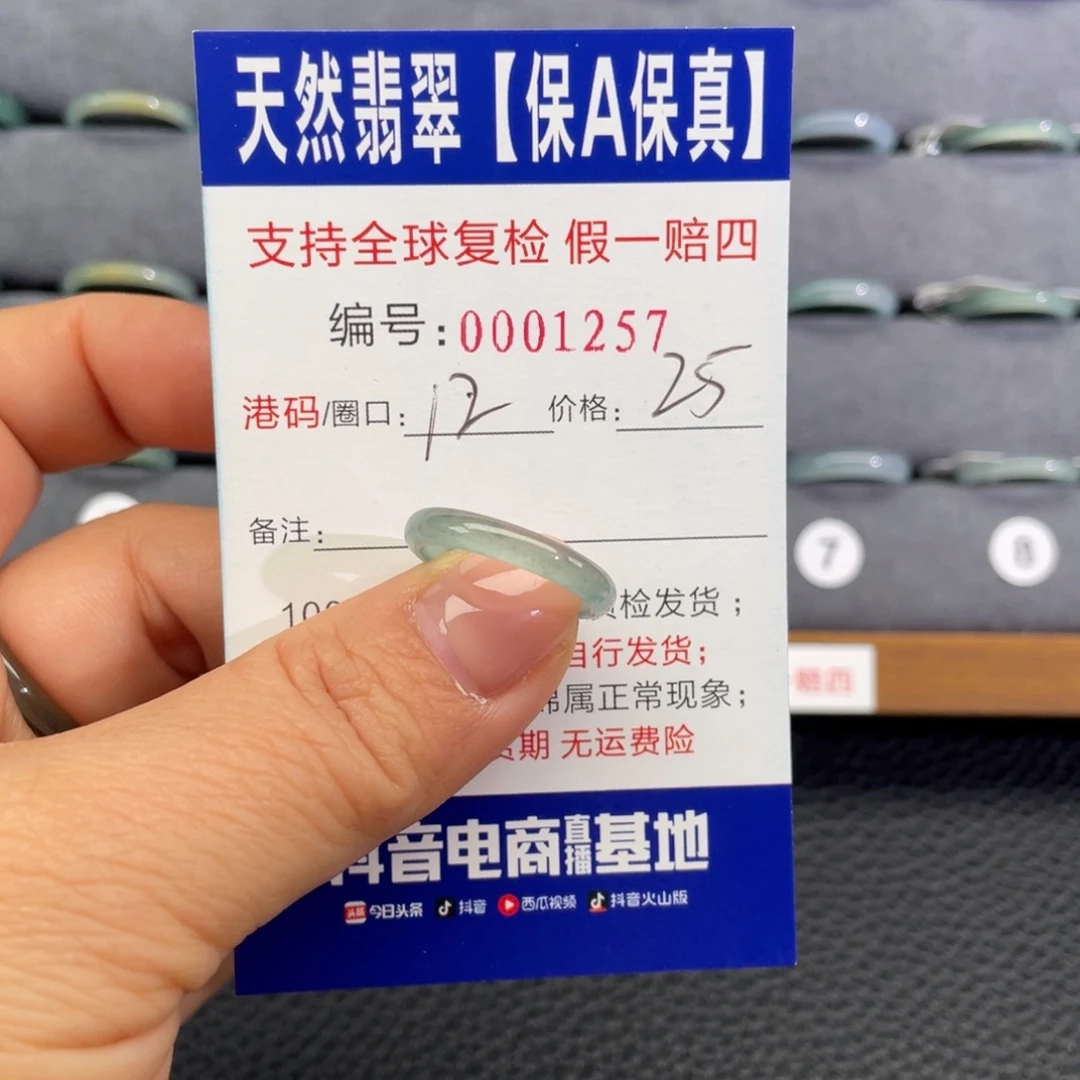 天然翡翠【保A保真】
支持全球复检 假一赔四
编号:0001257
港码/圈口: 12 价格: 25
备注:
检发货；
自行发货；
属正常现象；
期 无运费险
音电商直播基地
头条 今日头条 抖音 西瓜视频 抖音火山版
7 8
赔四